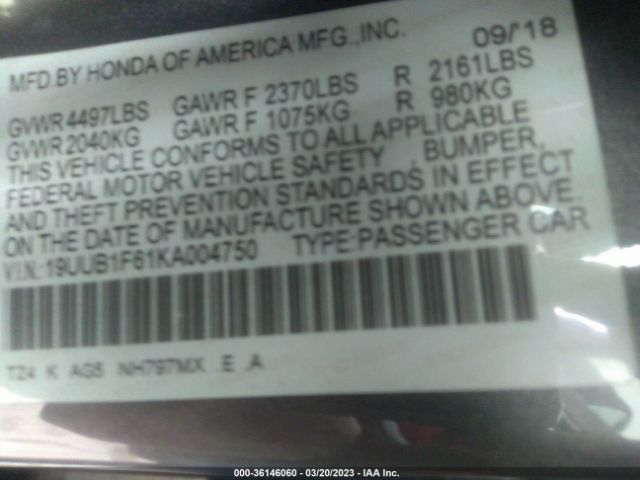 MFD.BY HONDA OF AMERICA MFG.,INC. 09/'18
GVWR 4497LBS GAWR F 2370LBS R 2161LBS
GVWR 2040KG GAWR F 1075KG R 980KG
THIS VEHICLE CONFORMS TO ALL APPLICABLE
FEDERAL MOTOR VEHICLE SAFETY , BUMPER,
AND THEFT PREVENTION STANDARDS IN EFFECT
ON THE DATE OF MANUFACTURE SHOWN ABOVE.
V.I.N.:19UUB1F61KA004750 TYPE:PASSENGER CAR
TZ4 K AGS NH797MX E ,A
000-36146060 — 03/20/2023 — IAA Inc.